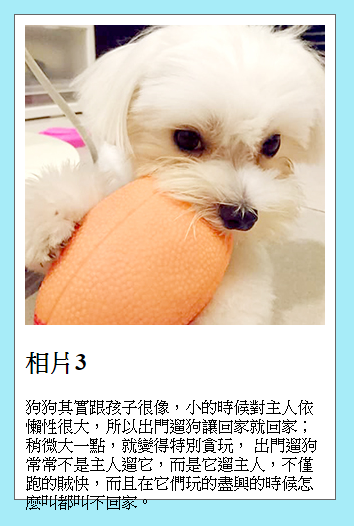 相片3
狗狗其實跟孩子很像，小的時候對主人依
懶性很大，所以出門遛狗讓回家就回家；
稍微大一點，就變得特別貪玩， 出門遛狗
常常不是主人遛它，而是它遛主人，不僅
跑的賊快，而且在它們玩的盡興的時候怎
麼叫都叫不回家。